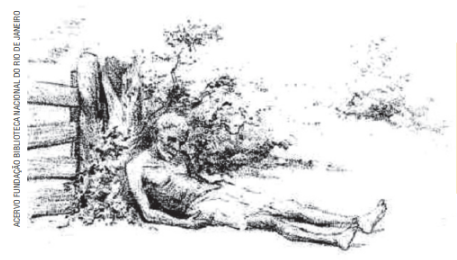 ACERVO FUNDAÇÃO BIBLIOTECA NACIONAL DO RIO DE JANEIRO